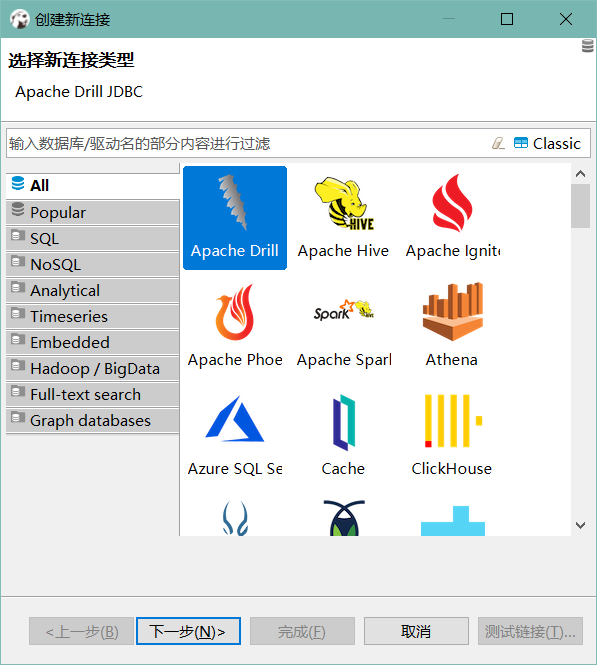 创建新连接
选择新连接类型
Apache Drill JDBC
输入数据库/驱动名的部分内容进行过滤
Classic
All
Popular
SQL
NoSQL
Analytical
Timeseries
Embedded
Hadoop / BigData
Full-text search
Graph databases
Apache Drill
Apache Hive
HIVE
Apache Ignite
Apache Phoe
Spark
Apache Spark
Athena
Azure SQL Se
Cache
ClickHouse
<上一步(B)
下一步(N)>
完成(F)
取消
测试链接(T)...